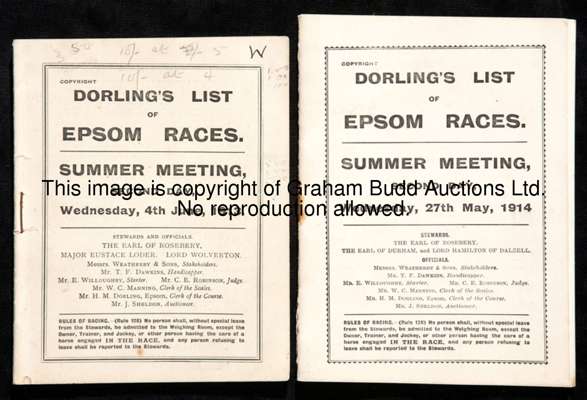 W
COPYRIGHT
DORLING'S LIST
OF
EPSOM RACES.
SUMMER MEETING,
SECOND DAY,
Wednesday, 4th June, 1913
STEWARDS AND OFFICIALS.
THE EARL OF ROSEBERY,
MAJOR EUSTACE LODER. LORD WOLVERTON.
Messrs. WEATHERBY & SONS, Stakeholders.
Mr. T. F. DAWKINS, Handicapper.
Mr. E. WILLOUGHBY, Starter. Mr. C. E. ROBINSON, Judge.
Mr. W. C. MANNING, Clerk of the Scales.
Mr. H. M. DORLING, Epsom, Clerk of the Course.
Mr. J. SHELDON, Auctioneer.
RULES OF RACING. (Rule 128) No person shall, without special leave
from the Stewards, be admitted to the Weighing Room, except the
Owner, Trainer, and Jockey, or other person having the care of a
horse engaged IN THE RACE, and any person refusing to
leave shall be reported to the Stewards.
COPYRIGHT
DORLING'S LIST
OF
EPSOM RACES.
SUMMER MEETING,
SECOND DAY,
Wednesday, 27th May, 1914
STEWARDS.
THE EARL OF ROSEBERY,
THE EARL OF DURHAM, and LORD HAMILTON OF DALZELL.
OFFICIALS.
MESSRS. WEATHERBY & SONS, Stakeholders.
MR. T. F. DAWKINS, Handicapper.
MR. E. WILLOUGHBY, Starter. MR. C. E. ROBINSON, Judge.
MR. W. C. MANNING, Clerk of the Scales.
MR. H. M. DORLING, Epsom, Clerk of the Course.
MR. J. SHELDON, Auctioneer.
RULES OF RACING. (Rule 128) No person shall, without special leave
from the Stewards, be admitted to the Weighing Room, except the
Owner, Trainer, and Jockey, or other person having the care of a
horse engaged IN THE RACE, and any person refusing to
leave shall be reported to the Stewards.
This image is copyright of Graham Budd Auctions Ltd.
No reproduction allowed.